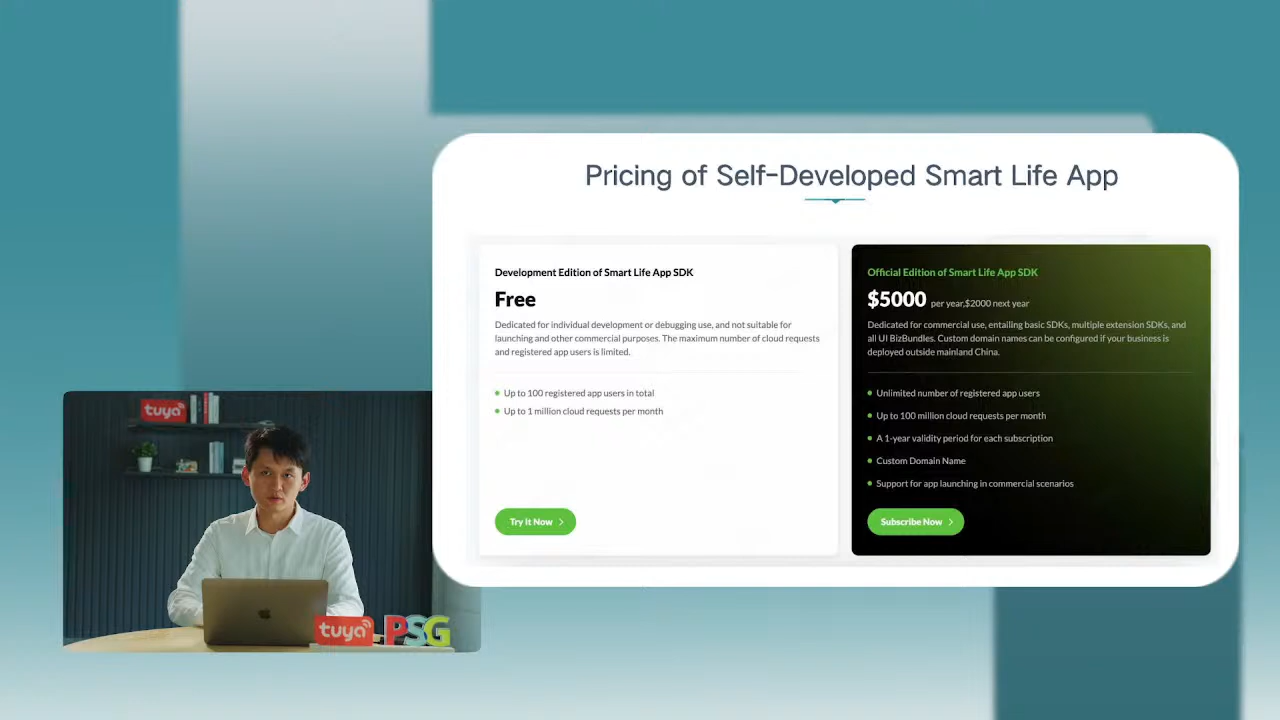 Pricing of Self-Developed Smart Life App
Development Edition of Smart Life App SDK
Free
Dedicated for individual development or debugging use, and not suitable for
launching and other commercial purposes. The maximum number of cloud requests
and registered app users is limited.
Up to 100 registered app users in total
Up to 1 million cloud requests per month
Try It Now
Official Edition of Smart Life App SDK
$5000 per year,$2000 next year
Dedicated for commercial use, entailing basic SDKs, multiple extension SDKs, and
all UI BizBundles. Custom domain names can be configured if your business is
deployed outside mainland China.
Unlimited number of registered app users
Up to 100 million cloud requests per month
A 1-year validity period for each subscription
Custom Domain Name
Support for app launching in commercial scenarios
Subscribe Now
tuya
tuya PSG